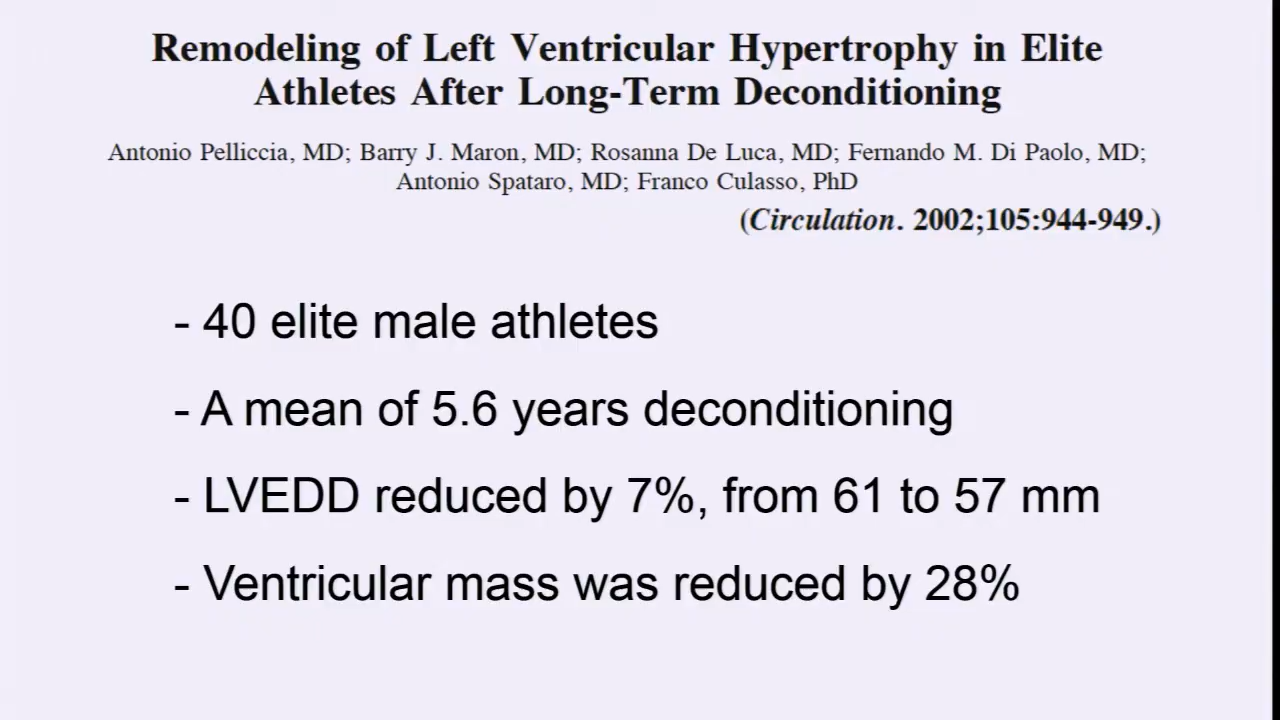 Remodeling of Left Ventricular Hypertrophy in Elite
Athletes After Long-Term Deconditioning
Antonio Pelliccia, MD; Barry J. Maron, MD; Rosanna De Luca, MD; Fernando M. Di Paolo, MD;
Antonio Spataro, MD; Franco Culasso, PhD
(Circulation. 2002;105:944-949.)
- 40 elite male athletes
- A mean of 5.6 years deconditioning
- LVEDD reduced by 7%, from 61 to 57 mm
- Ventricular mass was reduced by 28%